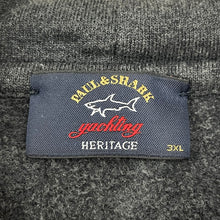 PAUL&SHARK
yachting
HERITAGE
3XL